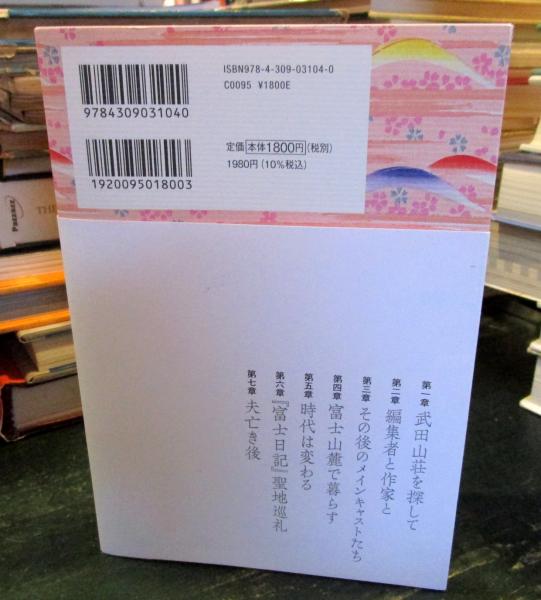 ISBN978-4-309-03104-0
C0095 ¥1800E
9784309031040
定価 本体1800円(税別)
1980円(10%税込)
1920095018003
第一章 武田山荘を探して
第二章 編集者と作家と
第三章 その後のメインキャストたち
第四章 富士山麓で暮らす
第五章 時代は変わる
第六章 『富士日記』聖地巡礼
第七章 夫亡き後